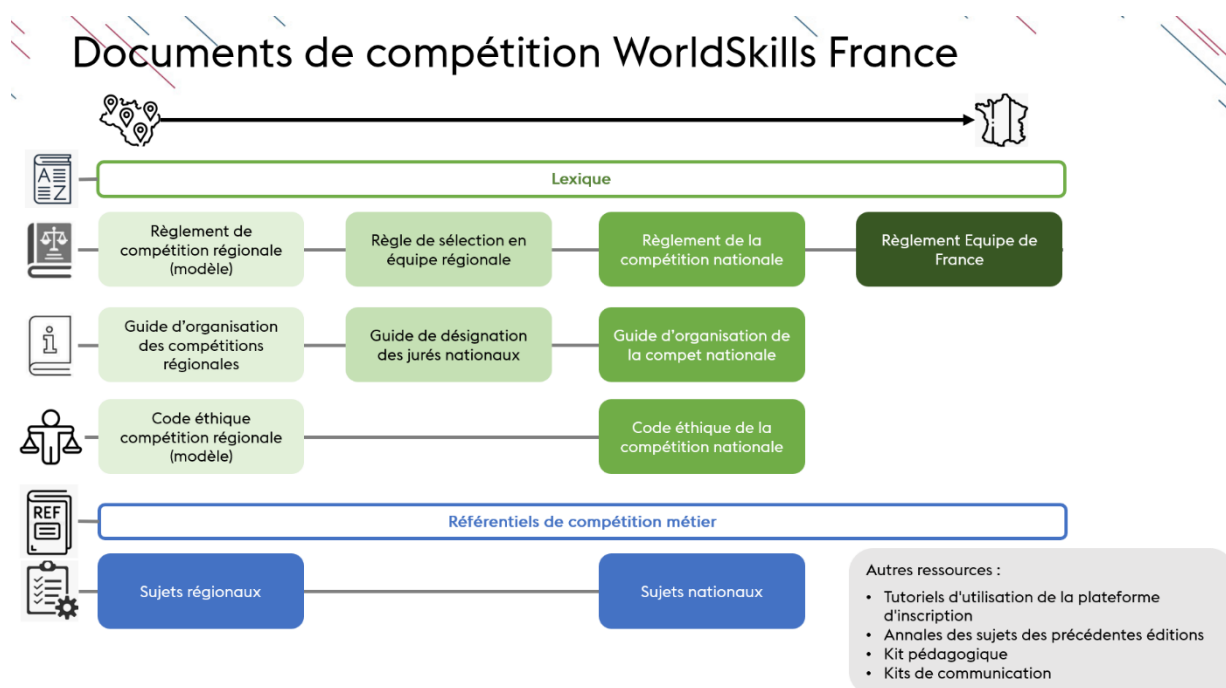 Documents de compétition WorldSkills France
A
Z
Lexique
Règlement de
compétition régionale
(modèle)
Règle de sélection en
équipe régionale
Règlement de la
compétition nationale
Règlement Equipe de
France
i
Guide d'organisation
des compétitions
régionales
Guide de désignation
des jurés nationaux
Guide d'organisation de
la compet nationale
Code éthique
compétition régionale
(modèle)
Code éthique de la
compétition nationale
REF
Référentiels de compétition métier
Sujets régionaux
Sujets nationaux
Autres ressources :
• Tutoriels d'utilisation de la plateforme
d'inscription
• Annales des sujets des précédentes éditions
• Kit pédagogique
• Kits de communication